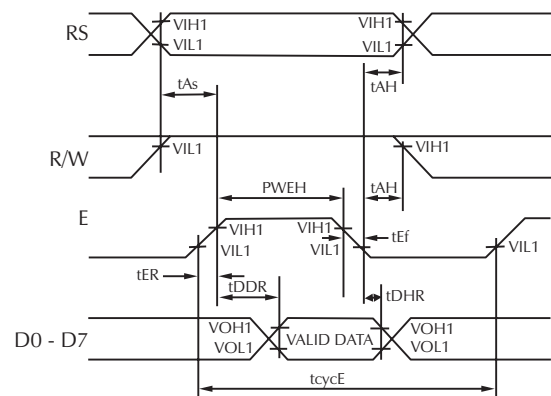 RS
VIH1
VIL1
VIH1
VIL1
tAs
tAH
R/W
VIL1
VIH1
PWEH
tAH
E
VIH1
VIL1
VIH1
VIL1
tEf
VIL1
tER
tDDR
tDHR
D0 - D7
VOH1
VOL1
VALID DATA
VOH1
VOL1
tcycE